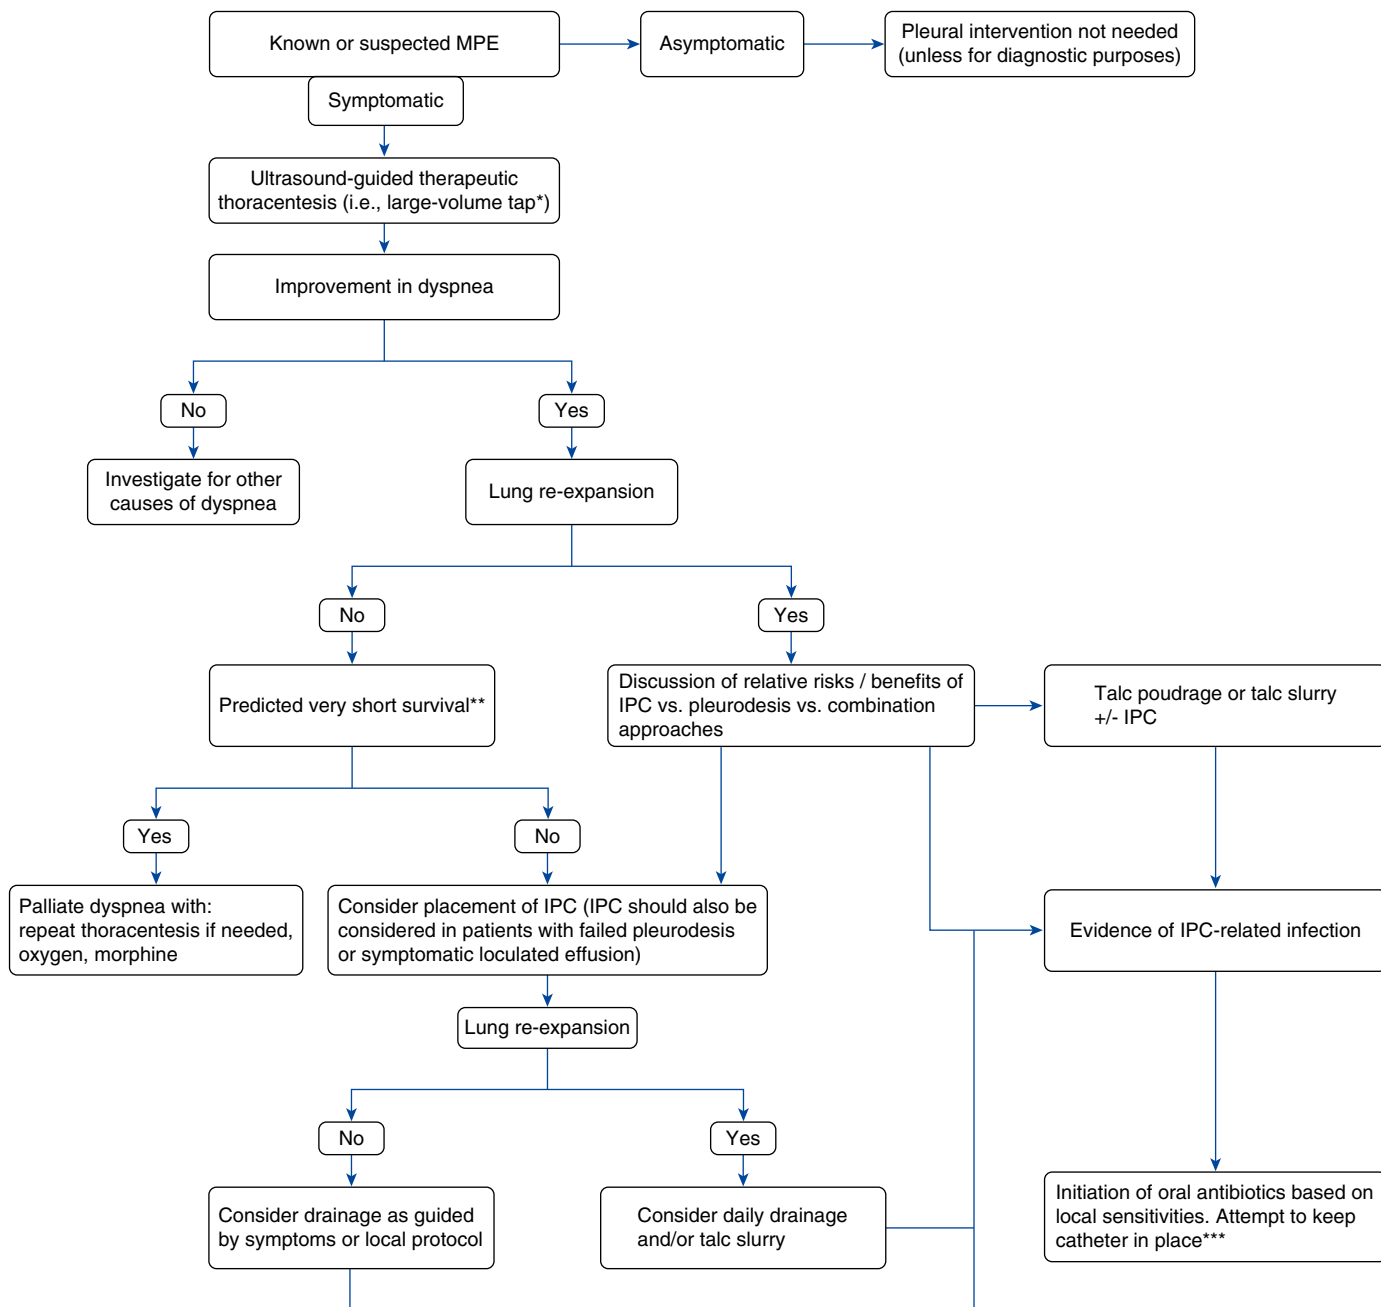 Known or suspected MPE
Asymptomatic
Pleural intervention not needed
(unless for diagnostic purposes)
Symptomatic
Ultrasound-guided therapeutic
thoracentesis (i.e., large-volume tap*)
Improvement in dyspnea
No
Yes
Investigate for other
causes of dyspnea
Lung re-expansion
No
Yes
Predicted very short survival**
Discussion of relative risks / benefits of
IPC vs. pleurodesis vs. combination
approaches
Talc poudrage or talc slurry
+/- IPC
Yes
No
Palliate dyspnea with:
repeat thoracentesis if needed,
oxygen, morphine
Consider placement of IPC (IPC should also be
considered in patients with failed pleurodesis
or symptomatic loculated effusion)
Evidence of IPC-related infection
Lung re-expansion
No
Yes
Consider drainage as guided
by symptoms or local protocol
Consider daily drainage
and/or talc slurry
Initiation of oral antibiotics based on
local sensitivities. Attempt to keep
catheter in place***